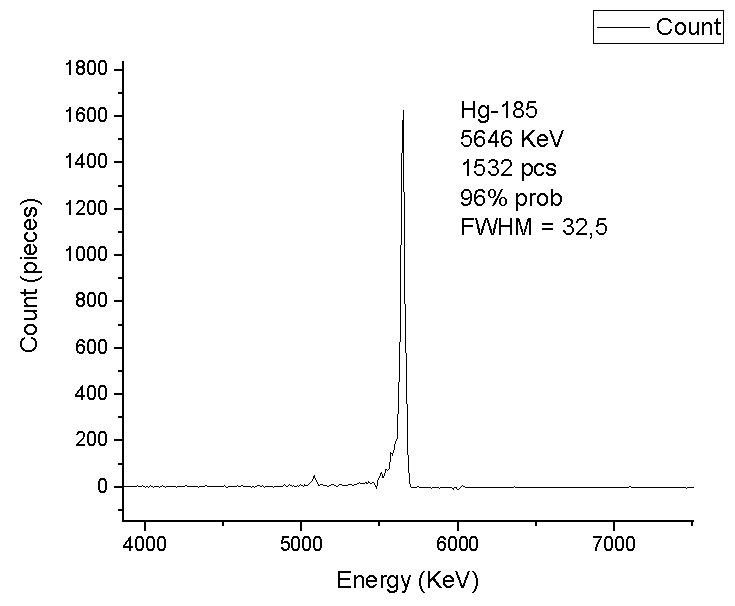 Count
1800
1600
1400
1200
1000
800
600
400
200
0
Count (pieces)
Hg-185
5646 KeV
1532 pcs
96% prob
FWHM = 32,5
4000
5000
6000
7000
Energy (KeV)